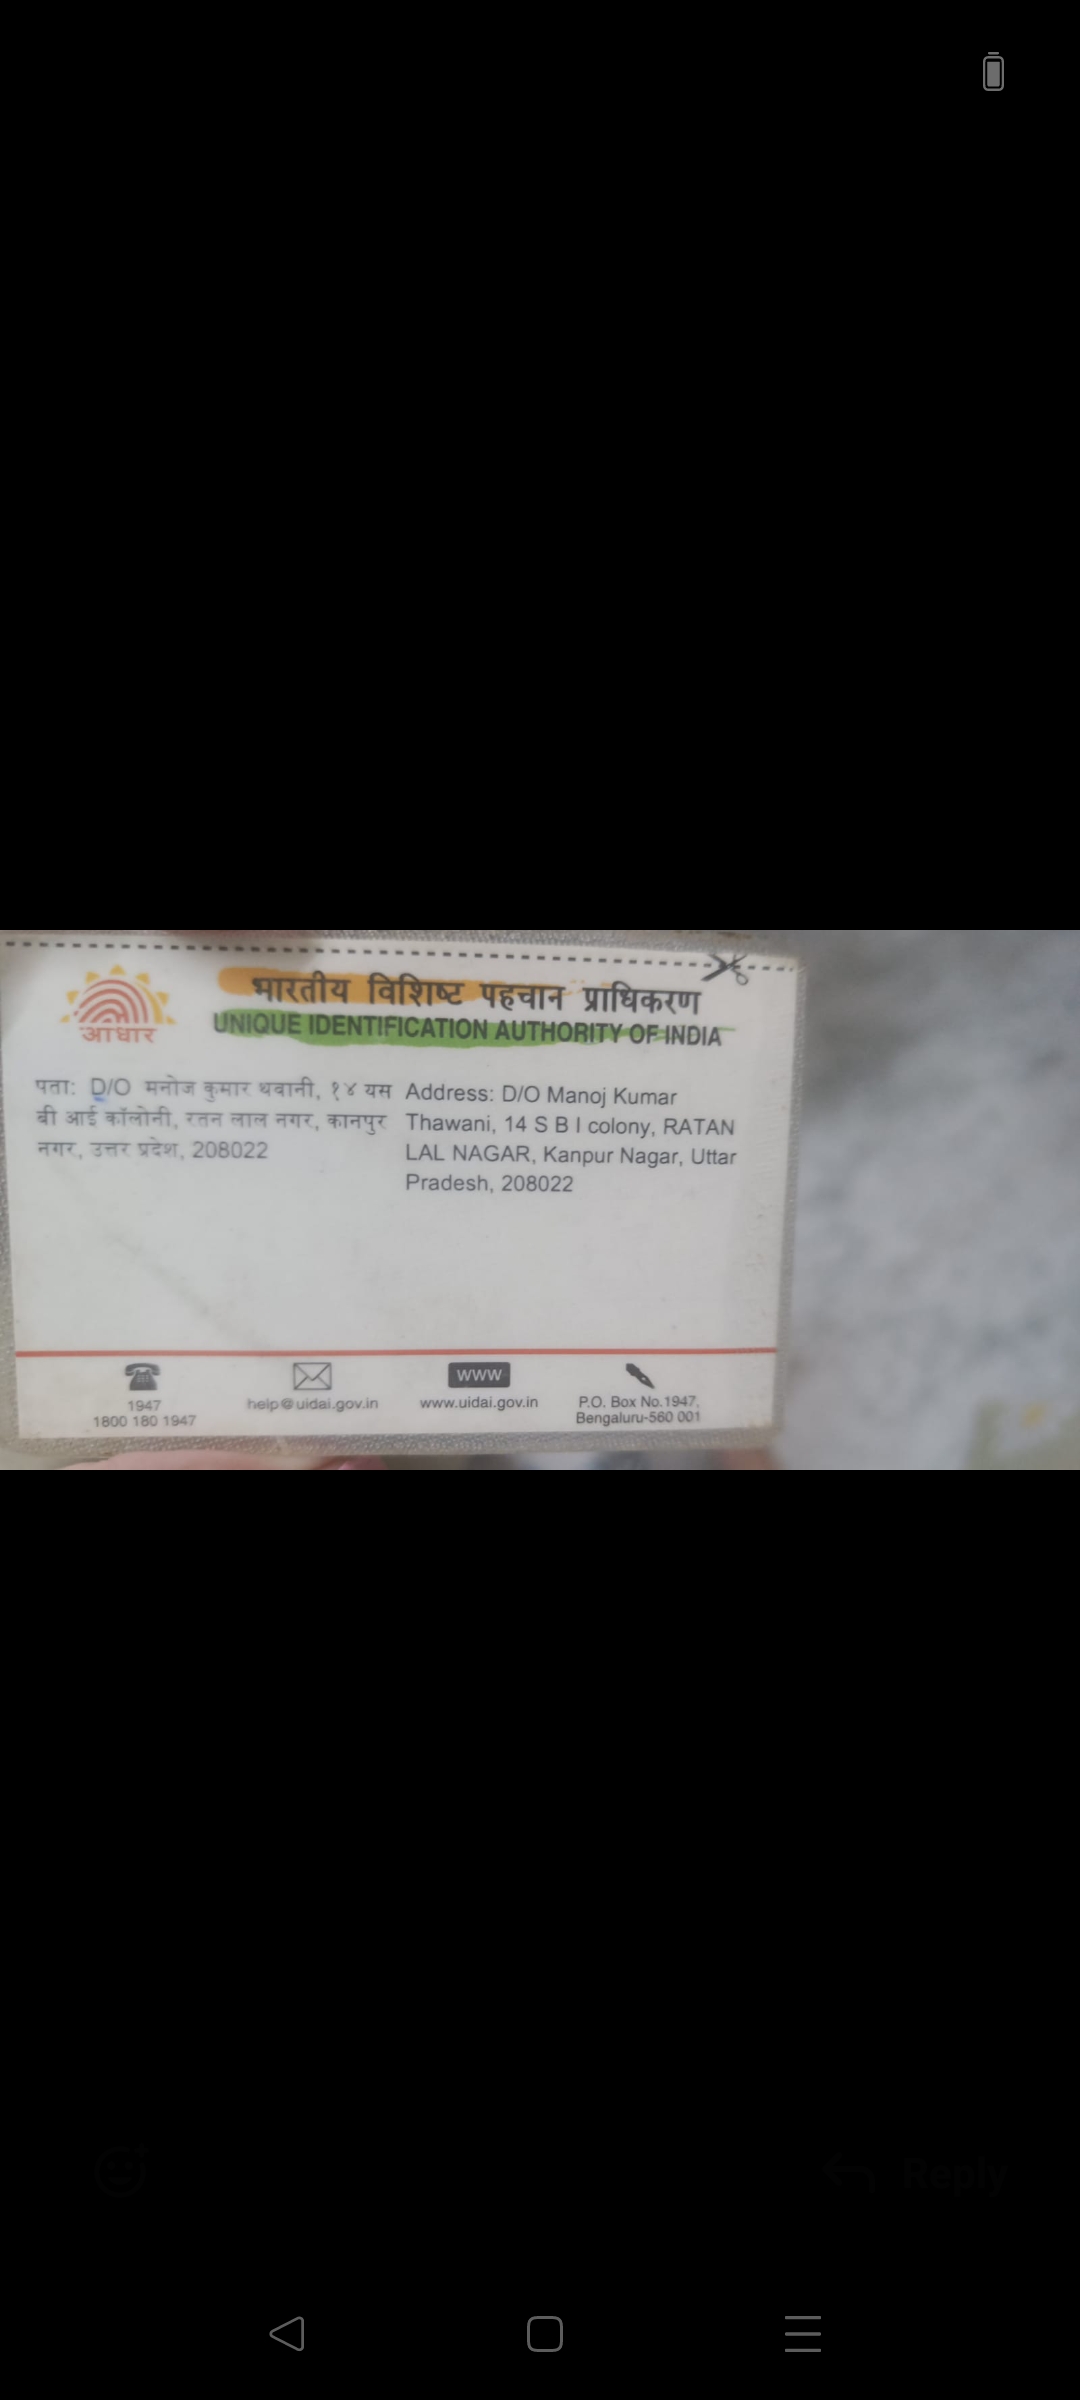 भारतीय विशिष्ट पहचान प्राधिकरण
UNIQUE IDENTIFICATION AUTHORITY OF INDIA
आधार
पता: D/O मनोज कुमार थवानी, १४ यस
बी आई कॉलोनी, रतन लाल नगर, कानपुर
नगर, उत्तर प्रदेश, 208022
Address: D/O Manoj Kumar
Thawani, 14 S B I colony, RATAN
LAL NAGAR, Kanpur Nagar, Uttar
Pradesh, 208022
1947
1800 180 1947
help@uidai.gov.in
WWW
www.uidai.gov.in
P.O. Box No.1947,
Bengaluru-560 001
Reply